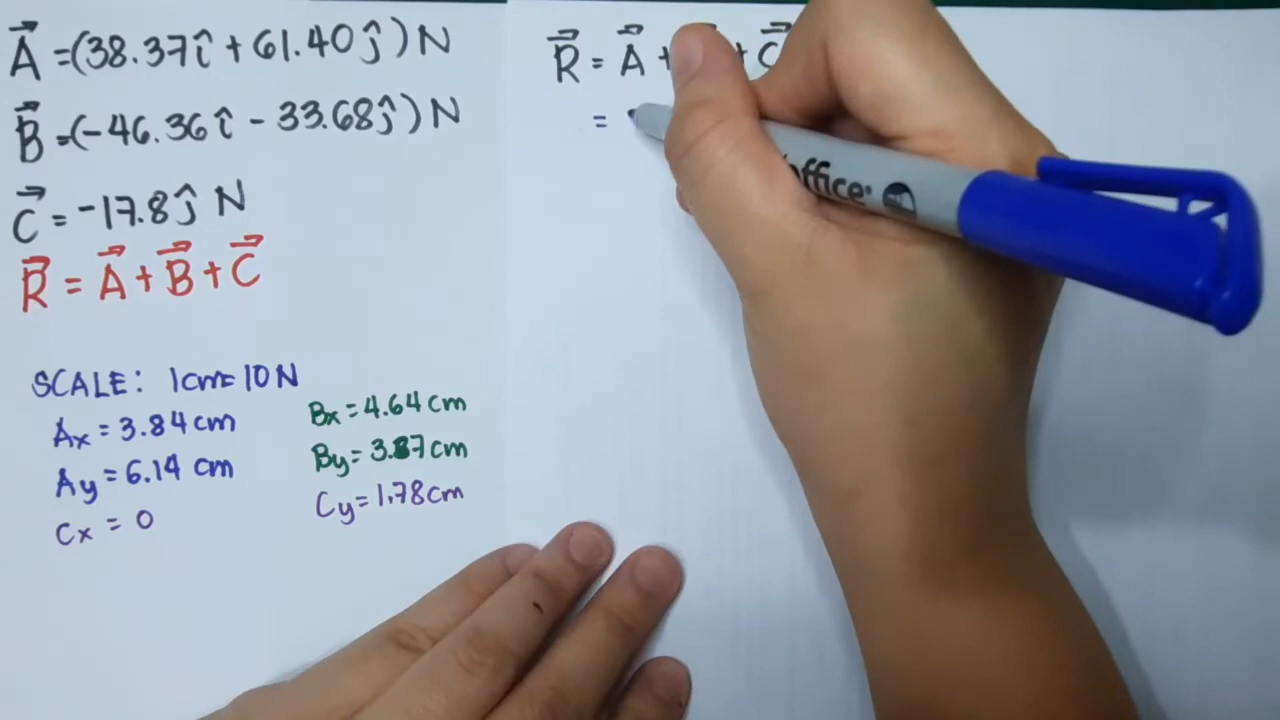 A⃗ =(38.37î + 61.40ĵ) N
B⃗ =(-46.36î - 33.68ĵ) N
C⃗ = -17.8ĵ N
R⃗ = A⃗ + B⃗ + C⃗
SCALE: 1cm=10N
Ax = 3.84 cm
Ay = 6.14 cm
Cx = 0
Bx = 4.64 cm
By = 3.37 cm
Cy = 1.78 cm
R⃗ = A⃗ + + C⃗
=
office